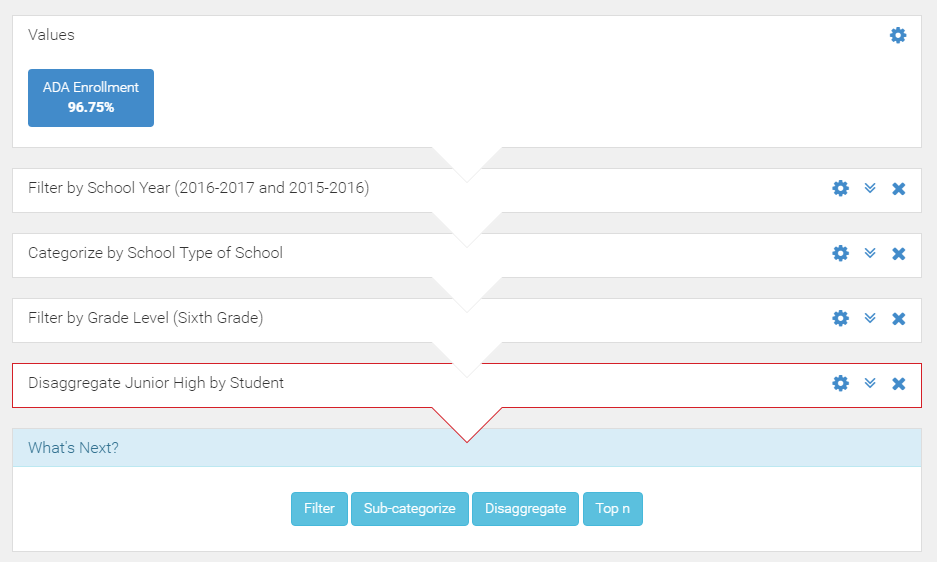 Values
ADA Enrollment
96.75%
Filter by School Year (2016-2017 and 2015-2016)
Categorize by School Type of School
Filter by Grade Level (Sixth Grade)
Disaggregate Junior High by Student
What's Next?
Filter Sub-categorize Disaggregate Top n